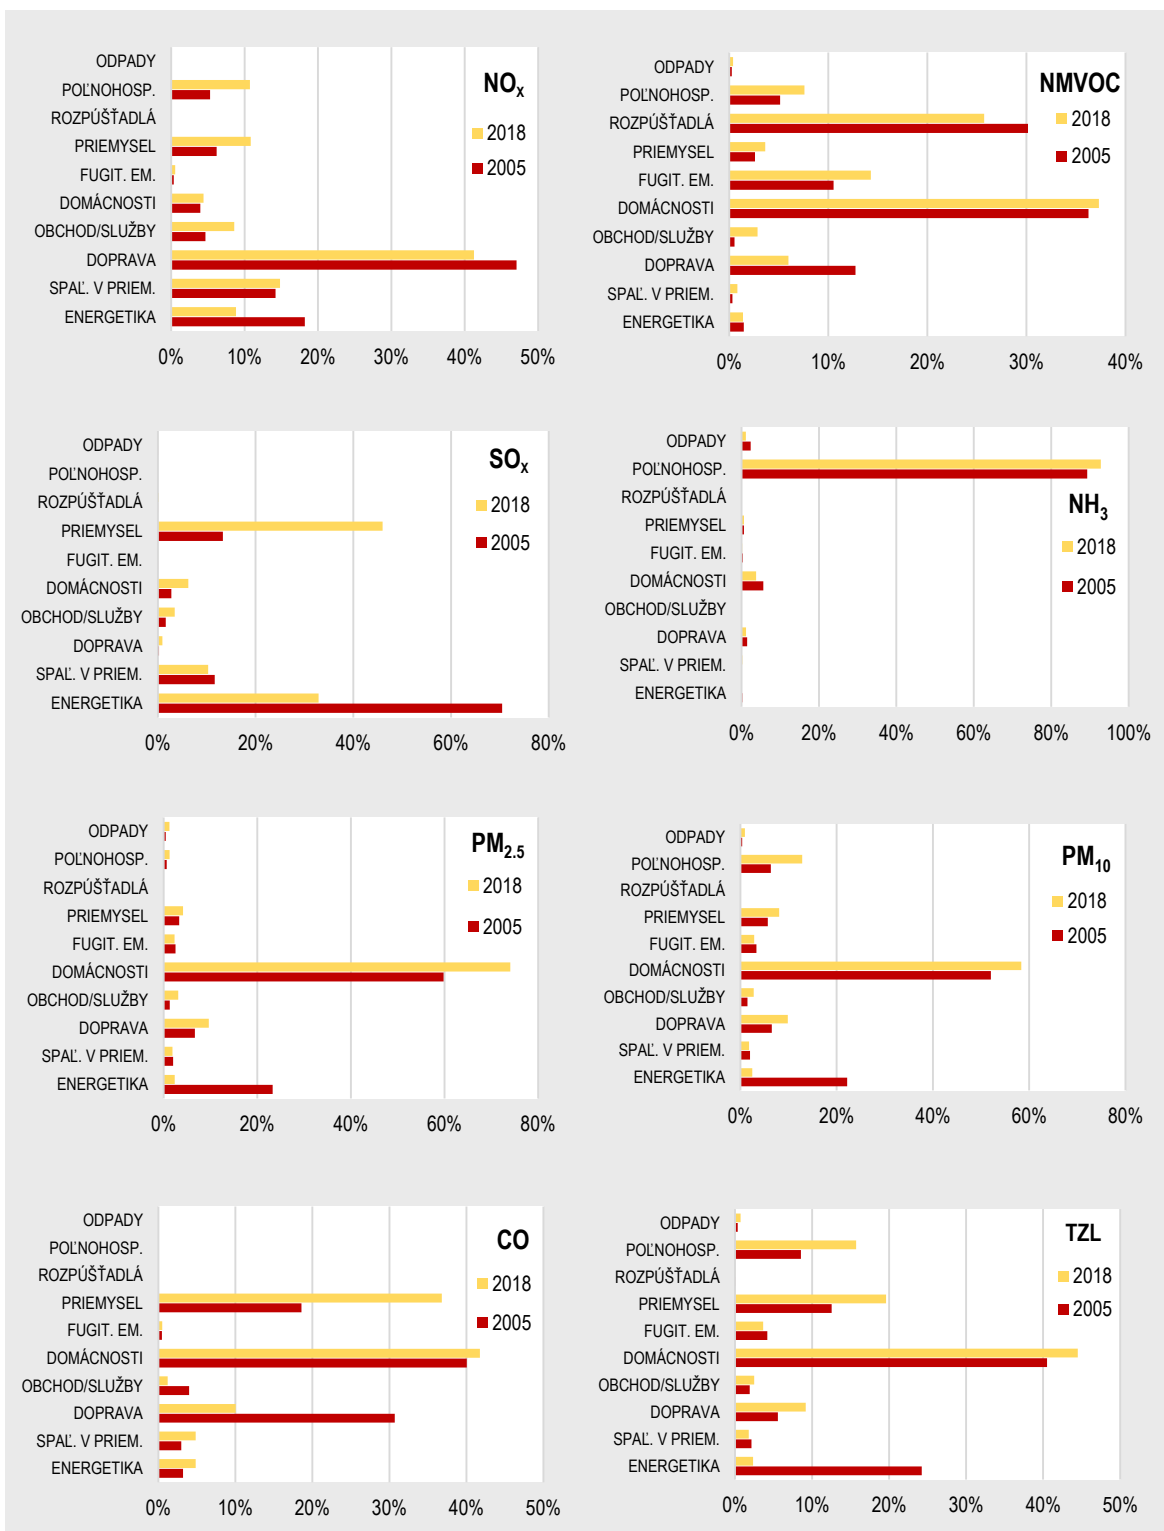 NOx
2018
2005
ODPADY
POĽNOHOSP.
ROZPÚŠŤADLÁ
PRIEMYSEL
FUGIT. EM.
DOMÁCNOSTI
OBCHOD/SLUŽBY
DOPRAVA
SPAĽ. V PRIEM.
ENERGETIKA
0% 10% 20% 30% 40% 50%
NMVOC
2018
2005
ODPADY
POĽNOHOSP.
ROZPÚŠŤADLÁ
PRIEMYSEL
FUGIT. EM.
DOMÁCNOSTI
OBCHOD/SLUŽBY
DOPRAVA
SPAĽ. V PRIEM.
ENERGETIKA
0% 10% 20% 30% 40%
SOx
2018
2005
ODPADY
POĽNOHOSP.
ROZPÚŠŤADLÁ
PRIEMYSEL
FUGIT. EM.
DOMÁCNOSTI
OBCHOD/SLUŽBY
DOPRAVA
SPAĽ. V PRIEM.
ENERGETIKA
0% 20% 40% 60% 80%
NH3
2018
2005
ODPADY
POĽNOHOSP.
ROZPÚŠŤADLÁ
PRIEMYSEL
FUGIT. EM.
DOMÁCNOSTI
OBCHOD/SLUŽBY
DOPRAVA
SPAĽ. V PRIEM.
ENERGETIKA
0% 20% 40% 60% 80% 100%
PM2.5
2018
2005
ODPADY
POĽNOHOSP.
ROZPÚŠŤADLÁ
PRIEMYSEL
FUGIT. EM.
DOMÁCNOSTI
OBCHOD/SLUŽBY
DOPRAVA
SPAĽ. V PRIEM.
ENERGETIKA
0% 20% 40% 60% 80%
PM10
2018
2005
ODPADY
POĽNOHOSP.
ROZPÚŠŤADLÁ
PRIEMYSEL
FUGIT. EM.
DOMÁCNOSTI
OBCHOD/SLUŽBY
DOPRAVA
SPAĽ. V PRIEM.
ENERGETIKA
0% 20% 40% 60% 80%
CO
2018
2005
ODPADY
POĽNOHOSP.
ROZPÚŠŤADLÁ
PRIEMYSEL
FUGIT. EM.
DOMÁCNOSTI
OBCHOD/SLUŽBY
DOPRAVA
SPAĽ. V PRIEM.
ENERGETIKA
0% 10% 20% 30% 40% 50%
TZL
2018
2005
ODPADY
POĽNOHOSP.
ROZPÚŠŤADLÁ
PRIEMYSEL
FUGIT. EM.
DOMÁCNOSTI
OBCHOD/SLUŽBY
DOPRAVA
SPAĽ. V PRIEM.
ENERGETIKA
0% 10% 20% 30% 40% 50%